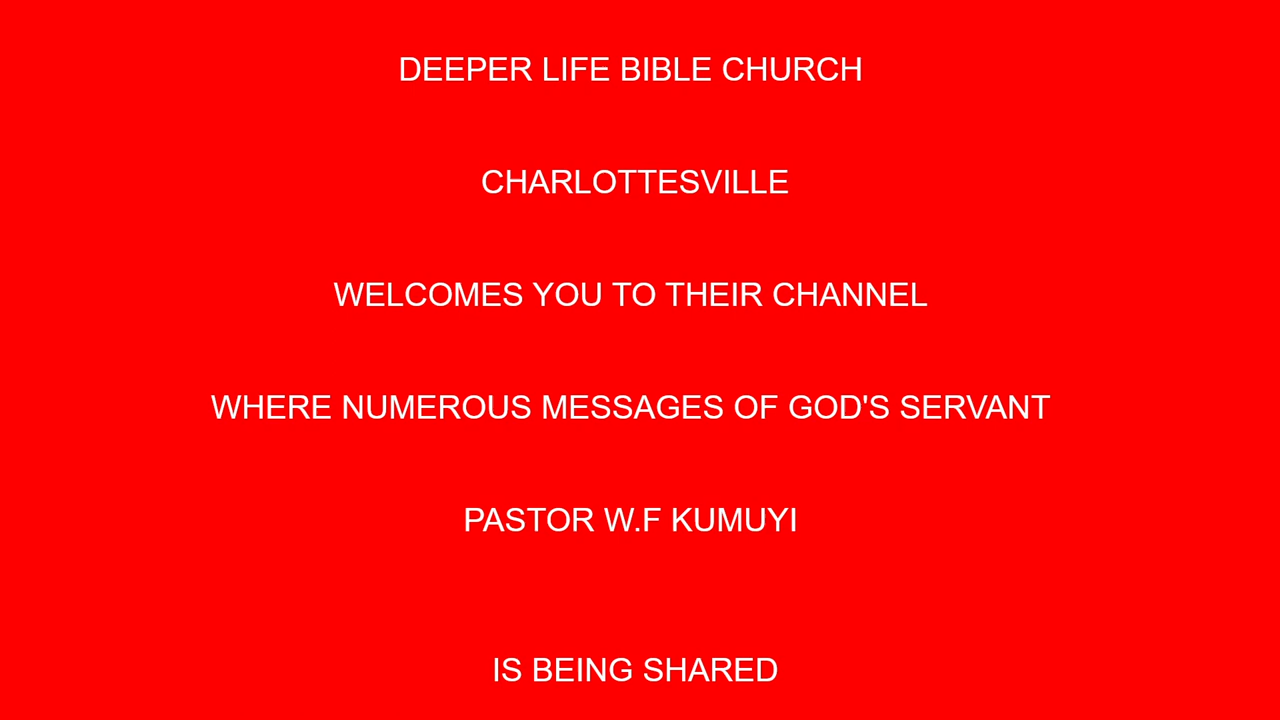 DEEPER LIFE BIBLE CHURCH
CHARLOTTESVILLE
WELCOMES YOU TO THEIR CHANNEL
WHERE NUMEROUS MESSAGES OF GOD'S SERVANT
PASTOR W.F KUMUYI
IS BEING SHARED